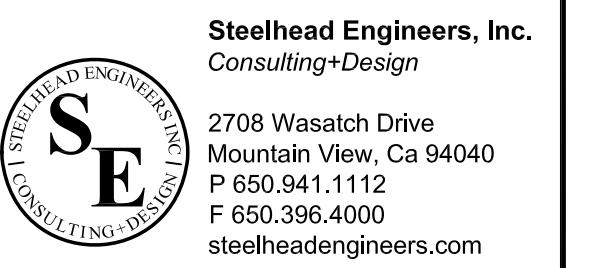 Steelhead Engineers, Inc.
Consulting+Design
2708 Wasatch Drive
Mountain View, Ca 94040
P 650.941.1112
F 650.396.4000
steelheadengineers.com
| STEELHEAD ENGINEERS INC |
CONSULTING+DESIGN
S
E